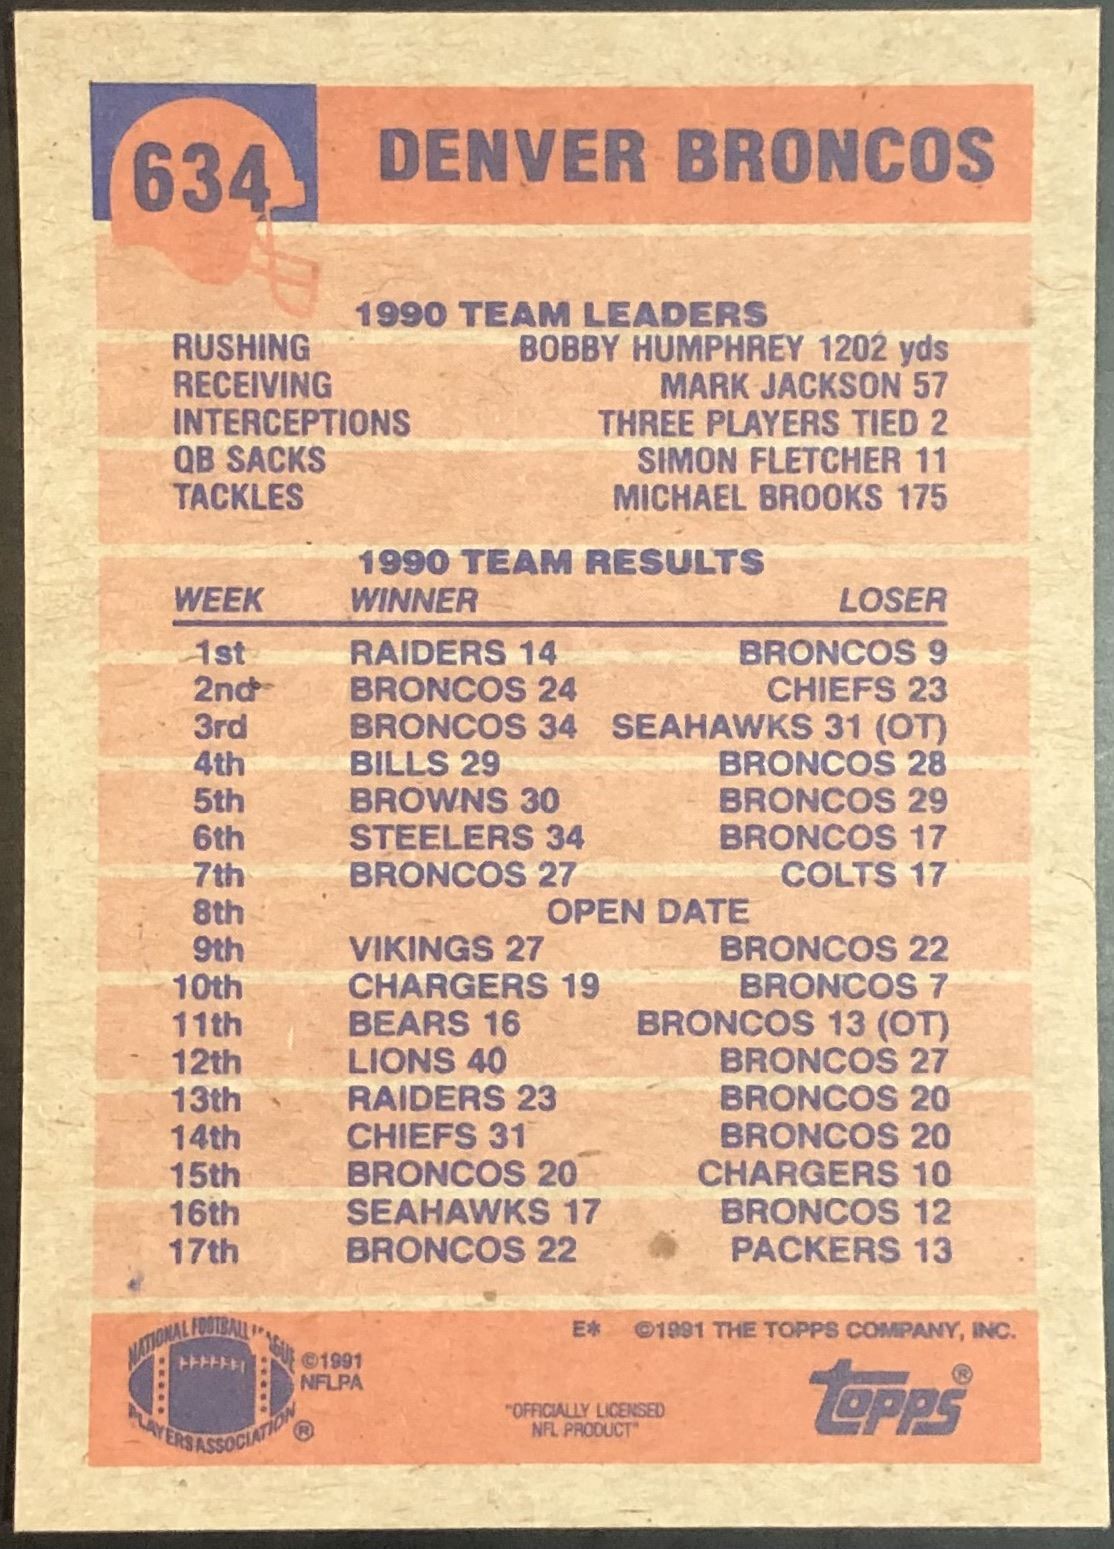 634
DENVER BRONCOS
1990 TEAM LEADERS
RUSHING BOBBY HUMPHREY 1202 yds
RECEIVING MARK JACKSON 57
INTERCEPTIONS THREE PLAYERS TIED 2
QB SACKS SIMON FLETCHER 11
TACKLES MICHAEL BROOKS 175
1990 TEAM RESULTS
WEEK WINNER LOSER
1st RAIDERS 14 BRONCOS 9
2nd BRONCOS 24 CHIEFS 23
3rd BRONCOS 34 SEAHAWKS 31 (OT)
4th BILLS 29 BRONCOS 28
5th BROWNS 30 BRONCOS 29
6th STEELERS 34 BRONCOS 17
7th BRONCOS 27 COLTS 17
8th OPEN DATE
9th VIKINGS 27 BRONCOS 22
10th CHARGERS 19 BRONCOS 7
11th BEARS 16 BRONCOS 13 (OT)
12th LIONS 40 BRONCOS 27
13th RAIDERS 23 BRONCOS 20
14th CHIEFS 31 BRONCOS 20
15th BRONCOS 20 CHARGERS 10
16th SEAHAWKS 17 BRONCOS 12
17th BRONCOS 22 PACKERS 13
E* ©1991 THE TOPPS COMPANY, INC.
NATIONAL FOOTBALL LEAGUE
PLAYERS ASSOCIATION ®
©1991
NFLPA
"OFFICIALLY LICENSED
NFL PRODUCT"
topps®